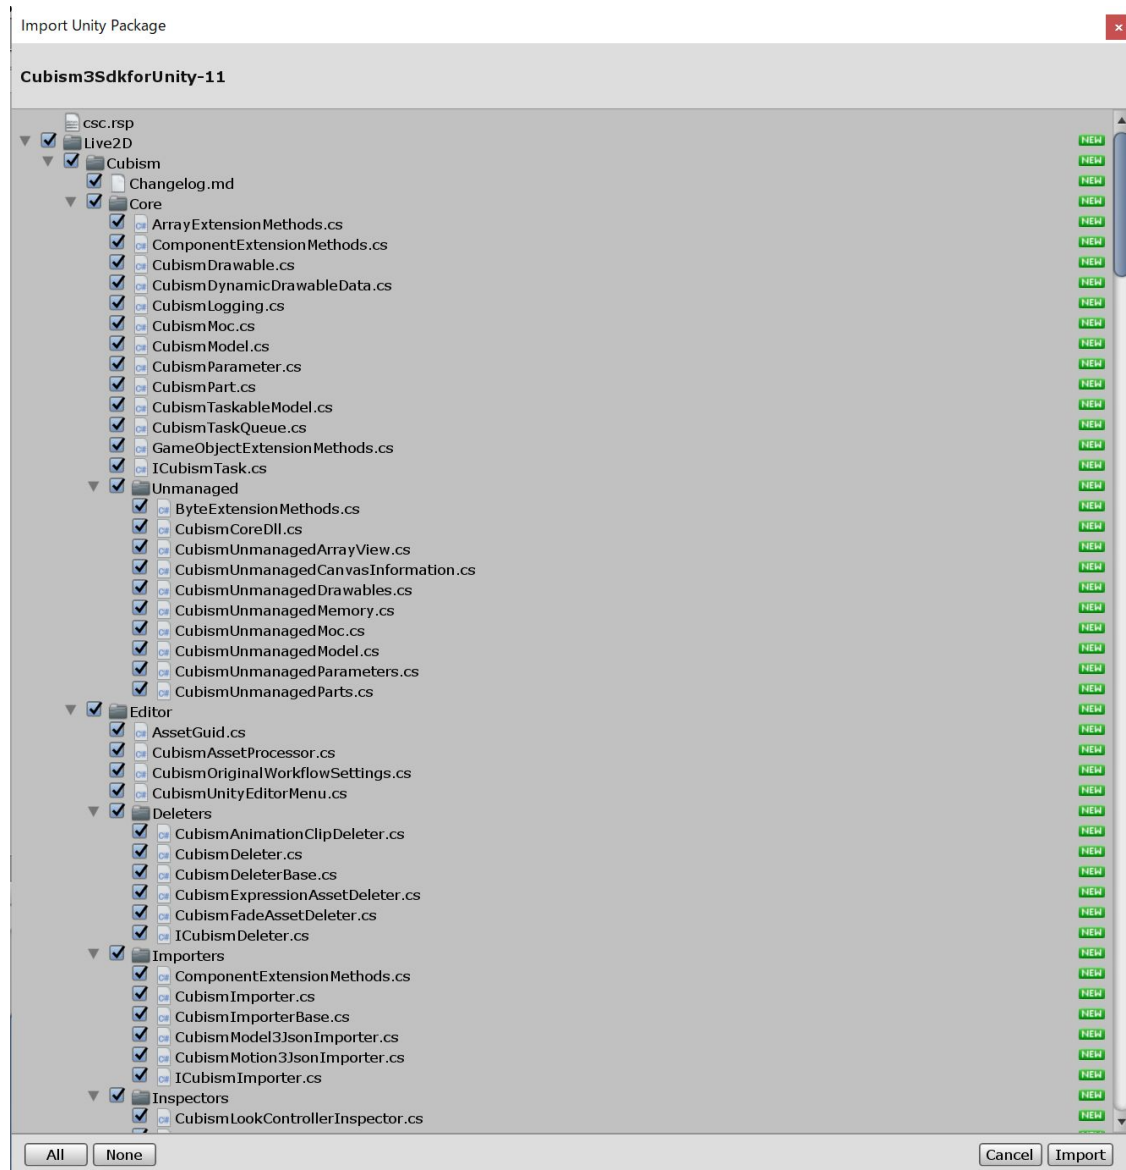 Import Unity Package
x
Cubism3SdkforUnity-11
csc.rsp
Live2D NEW
Cubism NEW
Changelog.md NEW
Core NEW
ArrayExtensionMethods.cs NEW
ComponentExtensionMethods.cs NEW
CubismDrawable.cs NEW
CubismDynamicDrawableData.cs NEW
CubismLogging.cs NEW
CubismMoc.cs NEW
CubismModel.cs NEW
CubismParameter.cs NEW
CubismPart.cs NEW
CubismTaskableModel.cs NEW
CubismTaskQueue.cs NEW
GameObjectExtensionMethods.cs NEW
ICubismTask.cs NEW
Unmanaged NEW
ByteExtensionMethods.cs NEW
CubismCoreDll.cs NEW
CubismUnmanagedArrayView.cs NEW
CubismUnmanagedCanvasInformation.cs NEW
CubismUnmanagedDrawables.cs NEW
CubismUnmanagedMemory.cs NEW
CubismUnmanagedMoc.cs NEW
CubismUnmanagedModel.cs NEW
CubismUnmanagedParameters.cs NEW
CubismUnmanagedParts.cs NEW
Editor NEW
AssetGuid.cs NEW
CubismAssetProcessor.cs NEW
CubismOriginalWorkflowSettings.cs NEW
CubismUnityEditorMenu.cs NEW
Deleters NEW
CubismAnimationClipDeleter.cs NEW
CubismDeleter.cs NEW
CubismDeleterBase.cs NEW
CubismExpressionAssetDeleter.cs NEW
CubismFadeAssetDeleter.cs NEW
ICubismDeleter.cs NEW
Importers NEW
ComponentExtensionMethods.cs NEW
CubismImporter.cs NEW
CubismImporterBase.cs NEW
CubismModel3JsonImporter.cs NEW
CubismMotion3JsonImporter.cs NEW
ICubismImporter.cs NEW
Inspectors NEW
CubismLookControllerInspector.cs NEW
All None Cancel Import